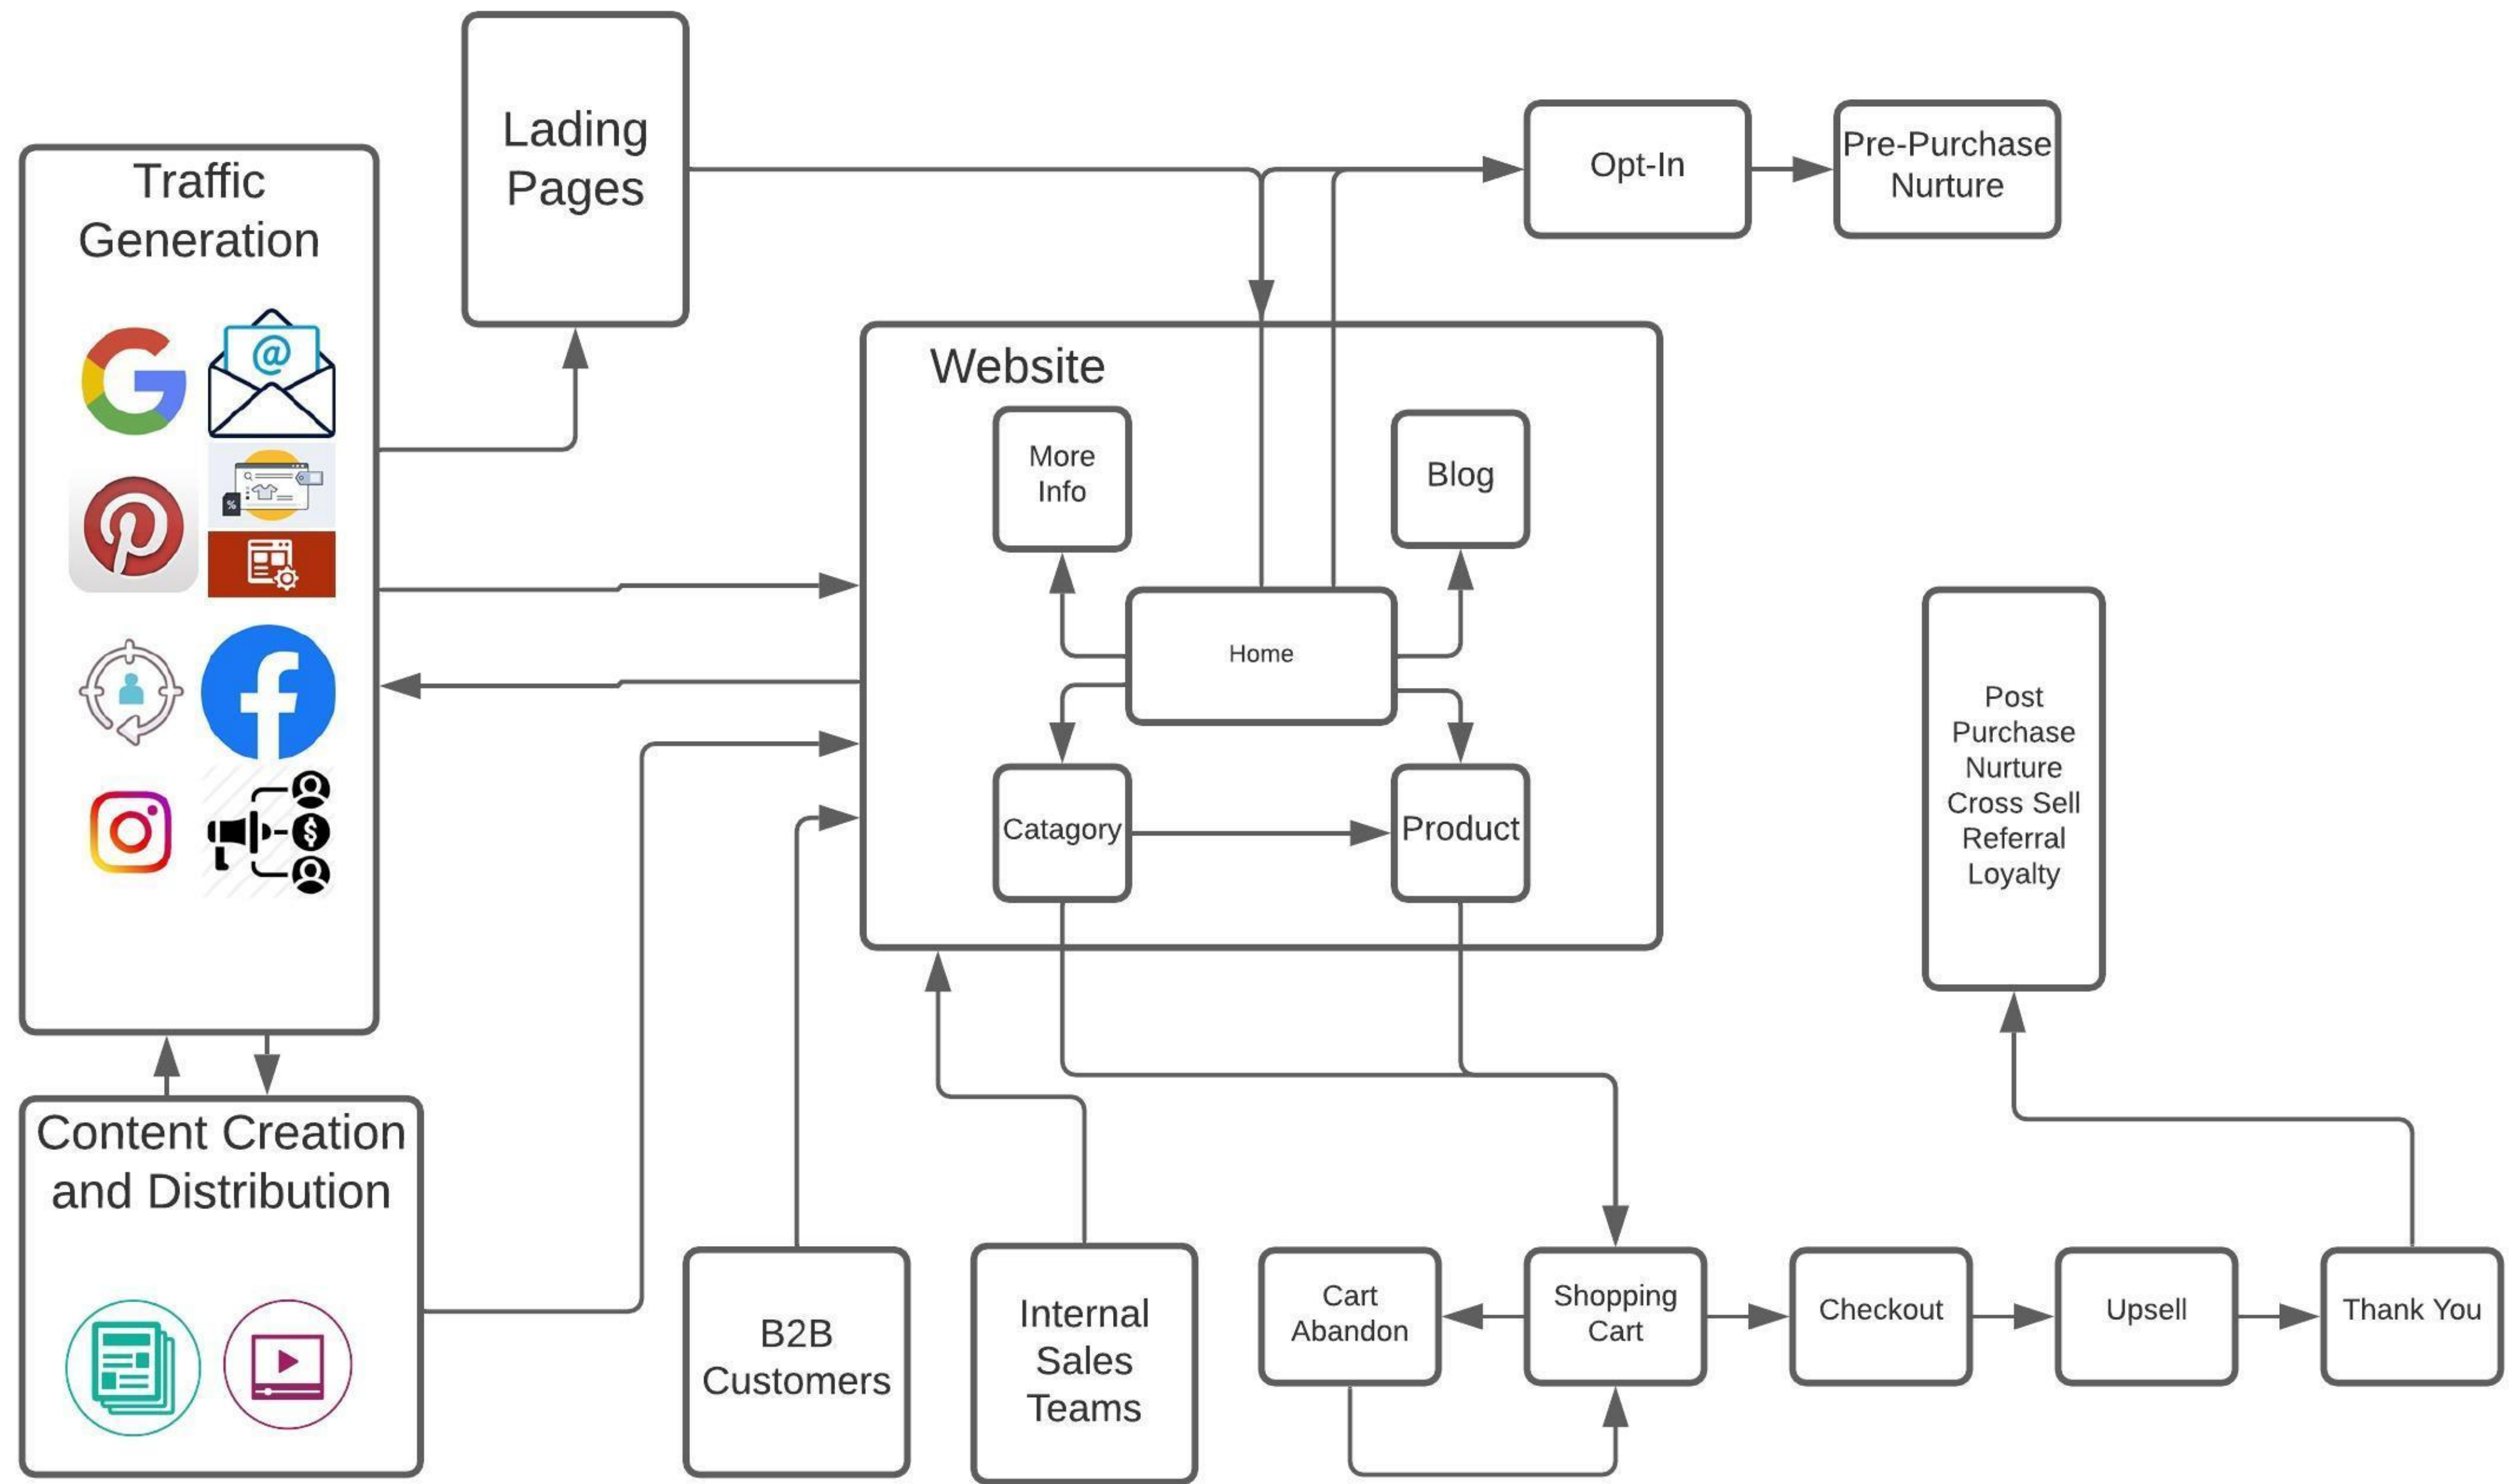 Lading
Pages
Opt-In
Pre-Purchase
Nurture
Traffic
Generation
@
%
$
Website
More
Info
Blog
Home
Catagory
Product
Post
Purchase
Nurture
Cross Sell
Referral
Loyalty
Content Creation
and Distribution
B2B
Customers
Internal
Sales
Teams
Cart
Abandon
Shopping
Cart
Checkout
Upsell
Thank You